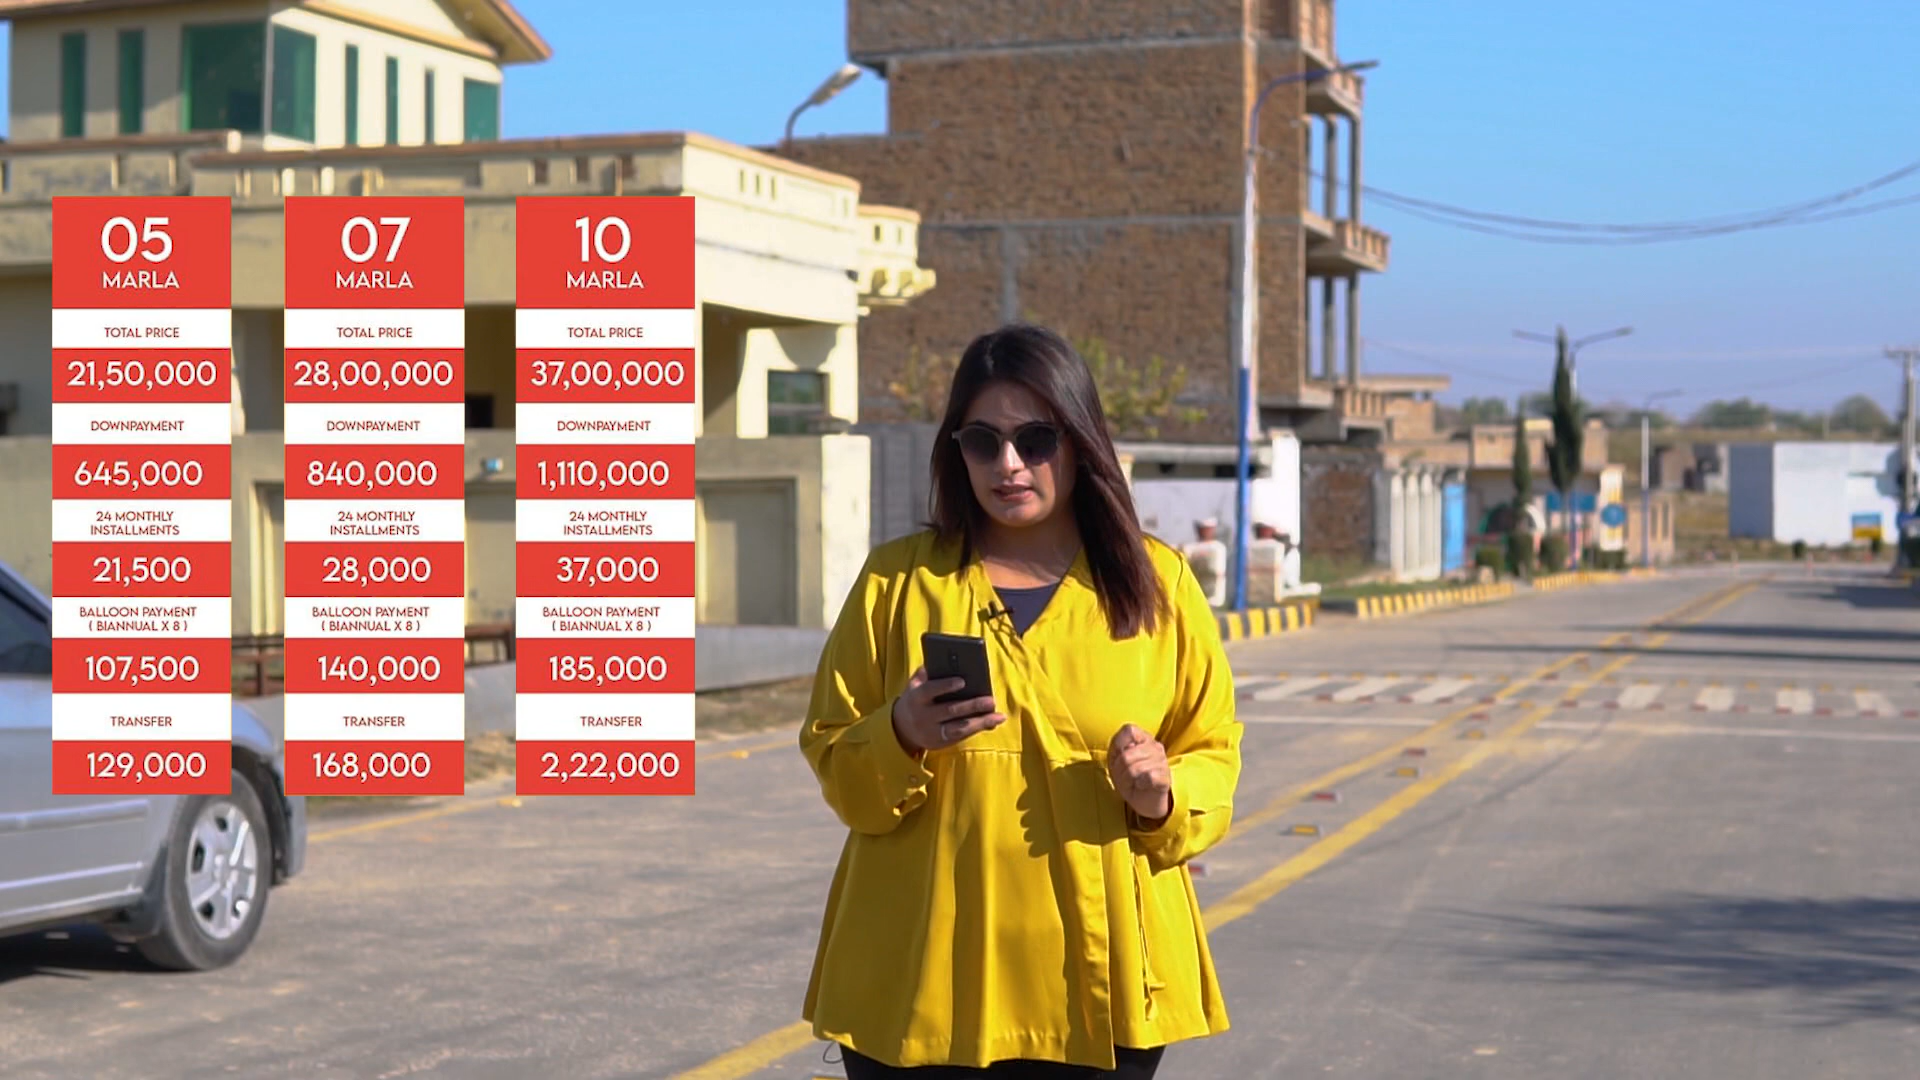 05
MARLA
TOTAL PRICE
21,50,000
DOWNPAYMENT
645,000
24 MONTHLY
INSTALLMENTS
21,500
BALLOON PAYMENT
( BIANNUAL X 8 )
107,500
TRANSFER
129,000
07
MARLA
TOTAL PRICE
28,00,000
DOWNPAYMENT
840,000
24 MONTHLY
INSTALLMENTS
28,000
BALLOON PAYMENT
( BIANNUAL X 8 )
140,000
TRANSFER
168,000
10
MARLA
TOTAL PRICE
37,00,000
DOWNPAYMENT
1,110,000
24 MONTHLY
INSTALLMENTS
37,000
BALLOON PAYMENT
( BIANNUAL X 8 )
185,000
TRANSFER
2,22,000